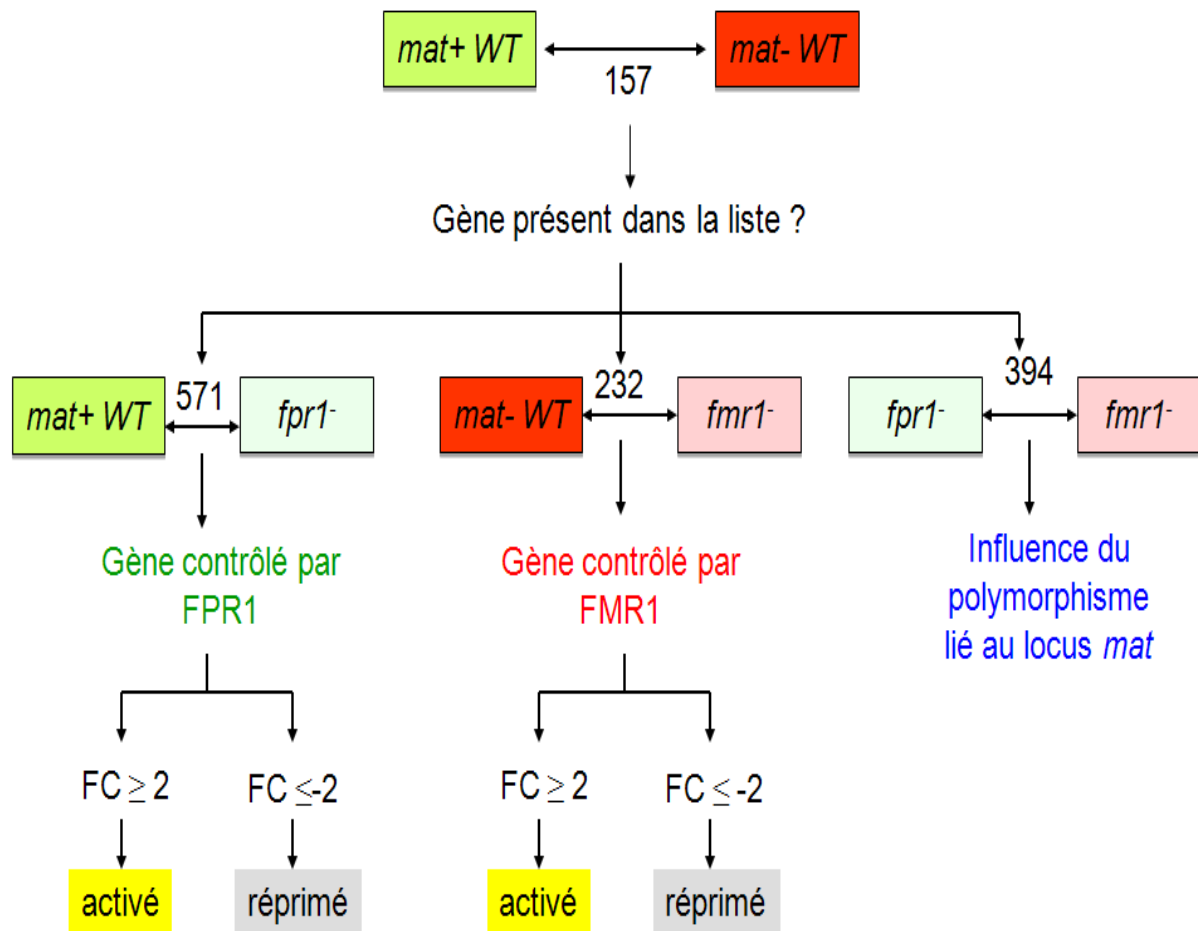 mat+ WT
mat- WT
157
Gène présent dans la liste ?
mat+ WT
571
fpr1-
mat- WT
232
fmr1-
fpr1-
394
fmr1-
Gène contrôlé par
FPR1
Gène contrôlé par
FMR1
Influence du
polymorphisme
lié au locus mat
FC ≥ 2
FC ≤-2
FC ≥ 2
FC ≤ -2
activé
réprimé
activé
réprimé